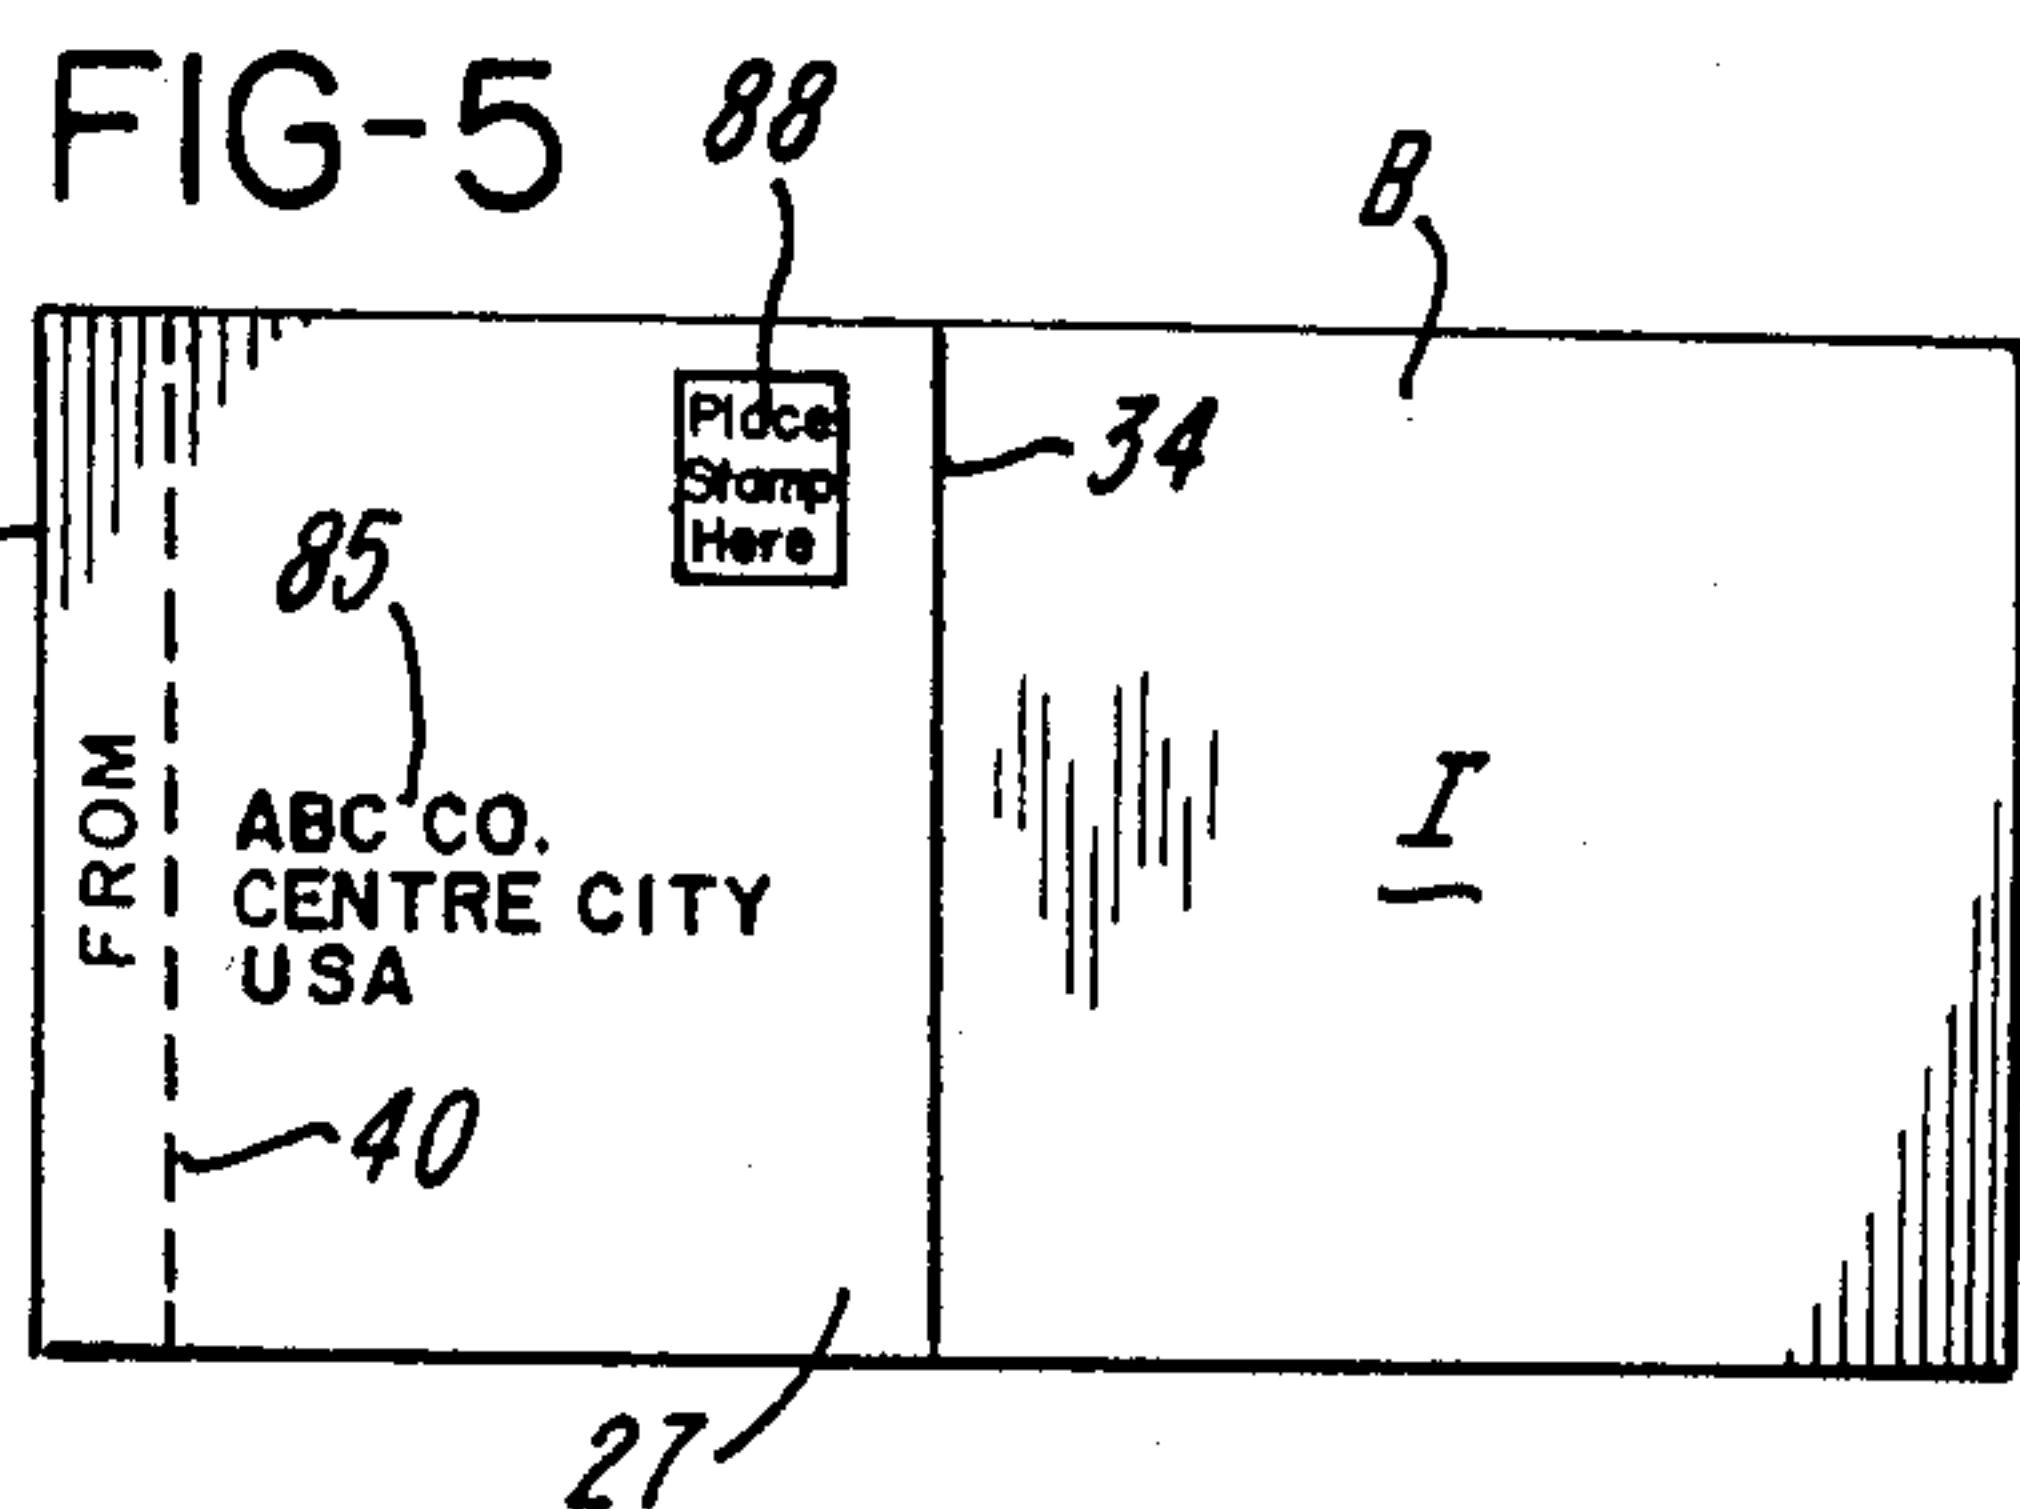 FIG-5
88
B
Place
Stamp
Here
34
85
FROM
ABC CO.
CENTRE CITY
USA
I
40
27